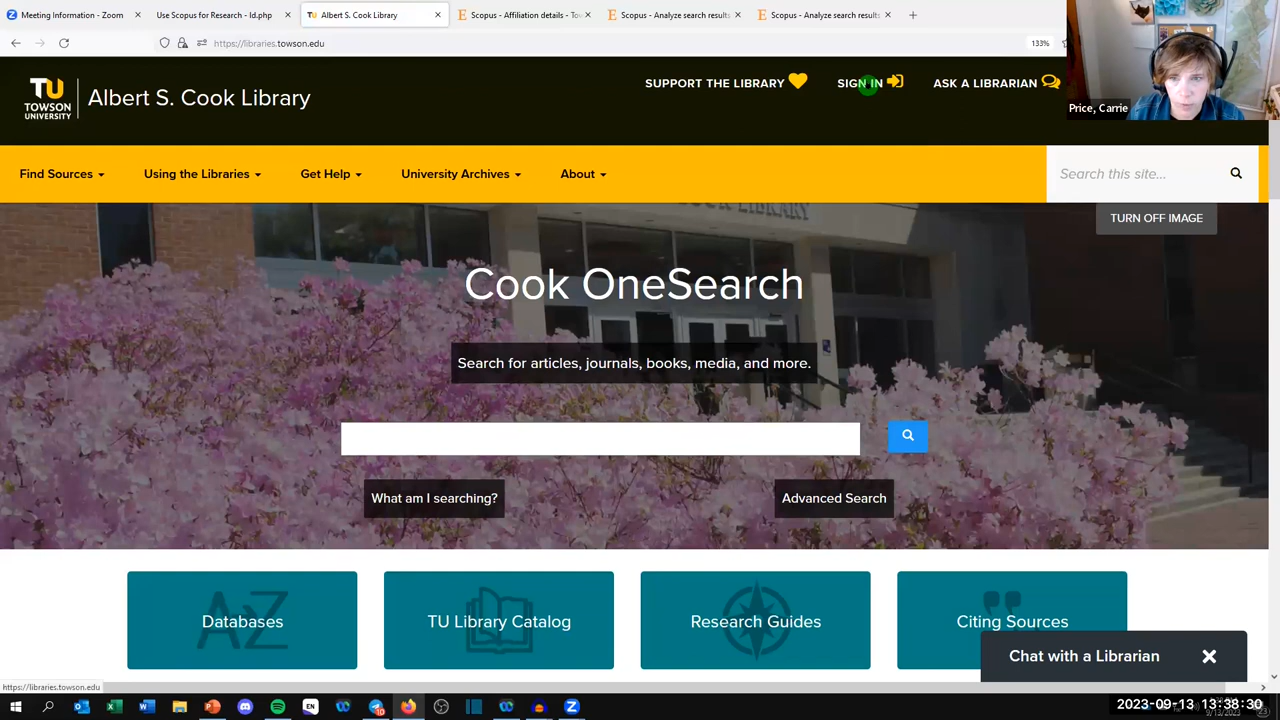 Meeting Information - Zoom
Use Scopus for Research - ld.php
TU Albert S. Cook Library
Scopus - Affiliation details - To
Scopus - Analyze search results
Scopus - Analyze search results
https://libraries.towson.edu
133%
TU
TOWSON
UNIVERSITY
Albert S. Cook Library
SUPPORT THE LIBRARY
SIGN IN
ASK A LIBRARIAN
Price, Carrie
Find Sources
Using the Libraries
Get Help
University Archives
About
Search this site...
TURN OFF IMAGE
LIBRARY
Cook OneSearch
Search for articles, journals, books, media, and more.
What am I searching?
Advanced Search
AZ
Databases
TU Library Catalog
Research Guides
Citing Sources
Chat with a Librarian
https://libraries.towson.edu
EN
2023-09-13 13:38:30